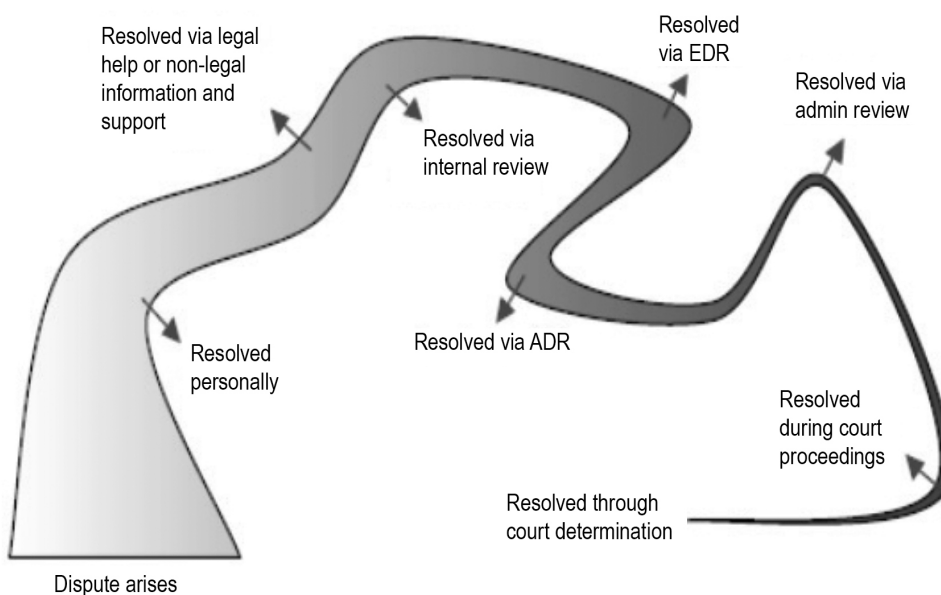 Resolved via legal
help or non-legal
information and
support
Resolved via
internal review
Resolved
via EDR
Resolved via
admin review
Resolved via ADR
Resolved
personally
Resolved
during court
proceedings
Resolved through
court determination
Dispute arises